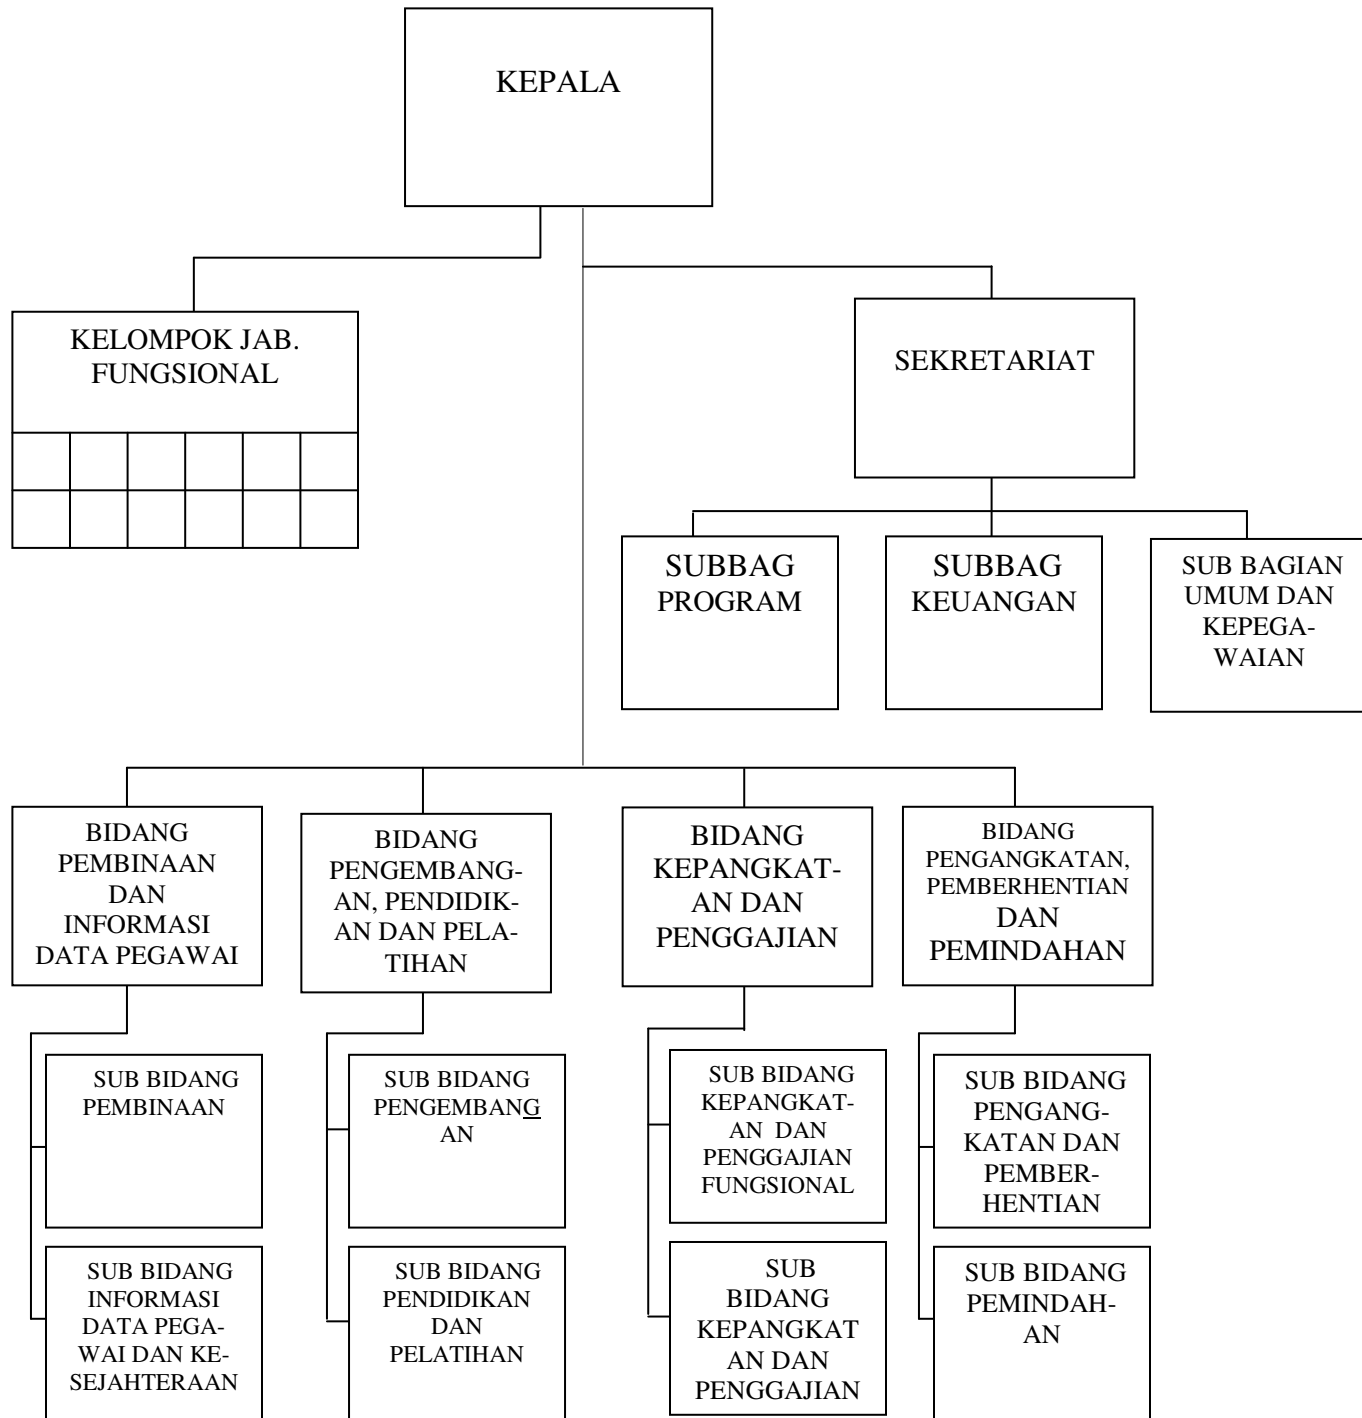 KEPALA
KELOMPOK JAB.
FUNGSIONAL
SEKRETARIAT
SUBBAG
PROGRAM
SUBBAG
KEUANGAN
SUB BAGIAN
UMUM DAN
KEPEGA-
WAIAN
BIDANG
PEMBINAAN
DAN
INFORMASI
DATA PEGAWAI
BIDANG
PENGEMBANG-
AN, PENDIDIK-
AN DAN PELA-
TIHAN
BIDANG
KEPANGKAT-
AN DAN
PENGGAJIAN
BIDANG
PENGANGKATAN,
PEMBERHENTIAN
DAN
PEMINDAHAN
SUB BIDANG
PEMBINAAN
SUB BIDANG
PENGEMBANG
AN
SUB BIDANG
KEPANGKAT-
AN DAN
PENGGAJIAN
FUNGSIONAL
SUB BIDANG
PENGANG-
KATAN DAN
PEMBER-
HENTIAN
SUB BIDANG
INFORMASI
DATA PEGA-
WAI DAN KE-
SEJAHTERAAN
SUB BIDANG
PENDIDIKAN
DAN
PELATIHAN
SUB
BIDANG
KEPANGKAT
AN DAN
PENGGAJIAN
SUB BIDANG
PEMINDAH-
AN